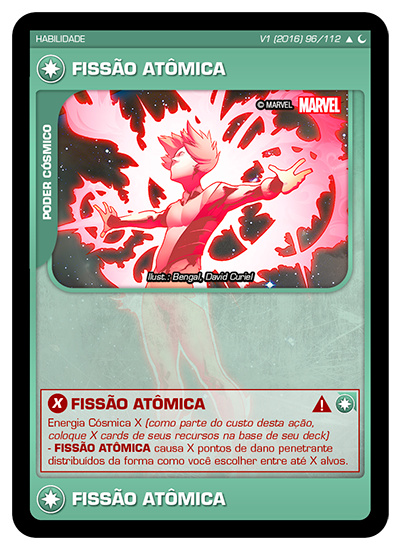 HABILIDADE V1 (2016) 96/112
FISSÃO ATÔMICA
© MARVEL MARVEL
PODER CÓSMICO
Illust.: Bengal, David Curiel
X FISSÃO ATÔMICA
Energia Cósmica X (como parte do custo desta ação,
coloque X cards de seus recursos na base de seu deck)
- FISSÃO ATÔMICA causa X pontos de dano penetrante
distribuídos da forma como você escolher entre até X alvos.
FISSÃO ATÔMICA